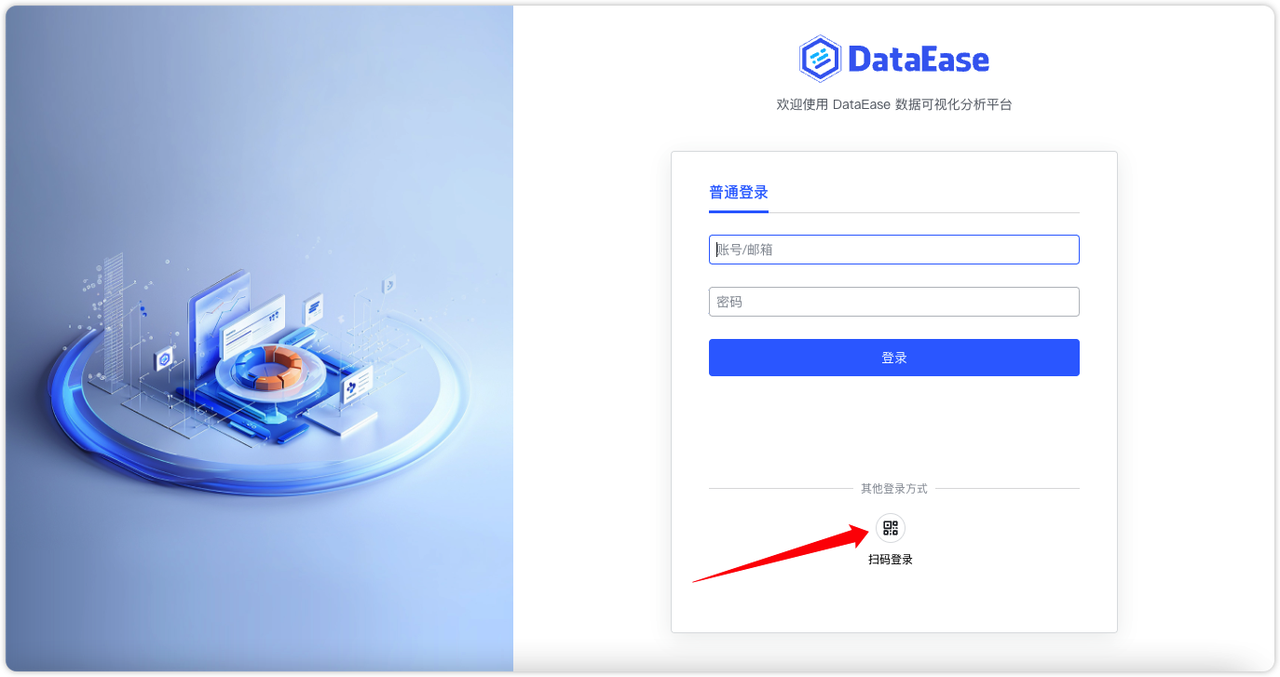 DataEase
欢迎使用 DataEase 数据可视化分析平台
普通登录
账号/邮箱
密码
登录
其他登录方式
扫码登录